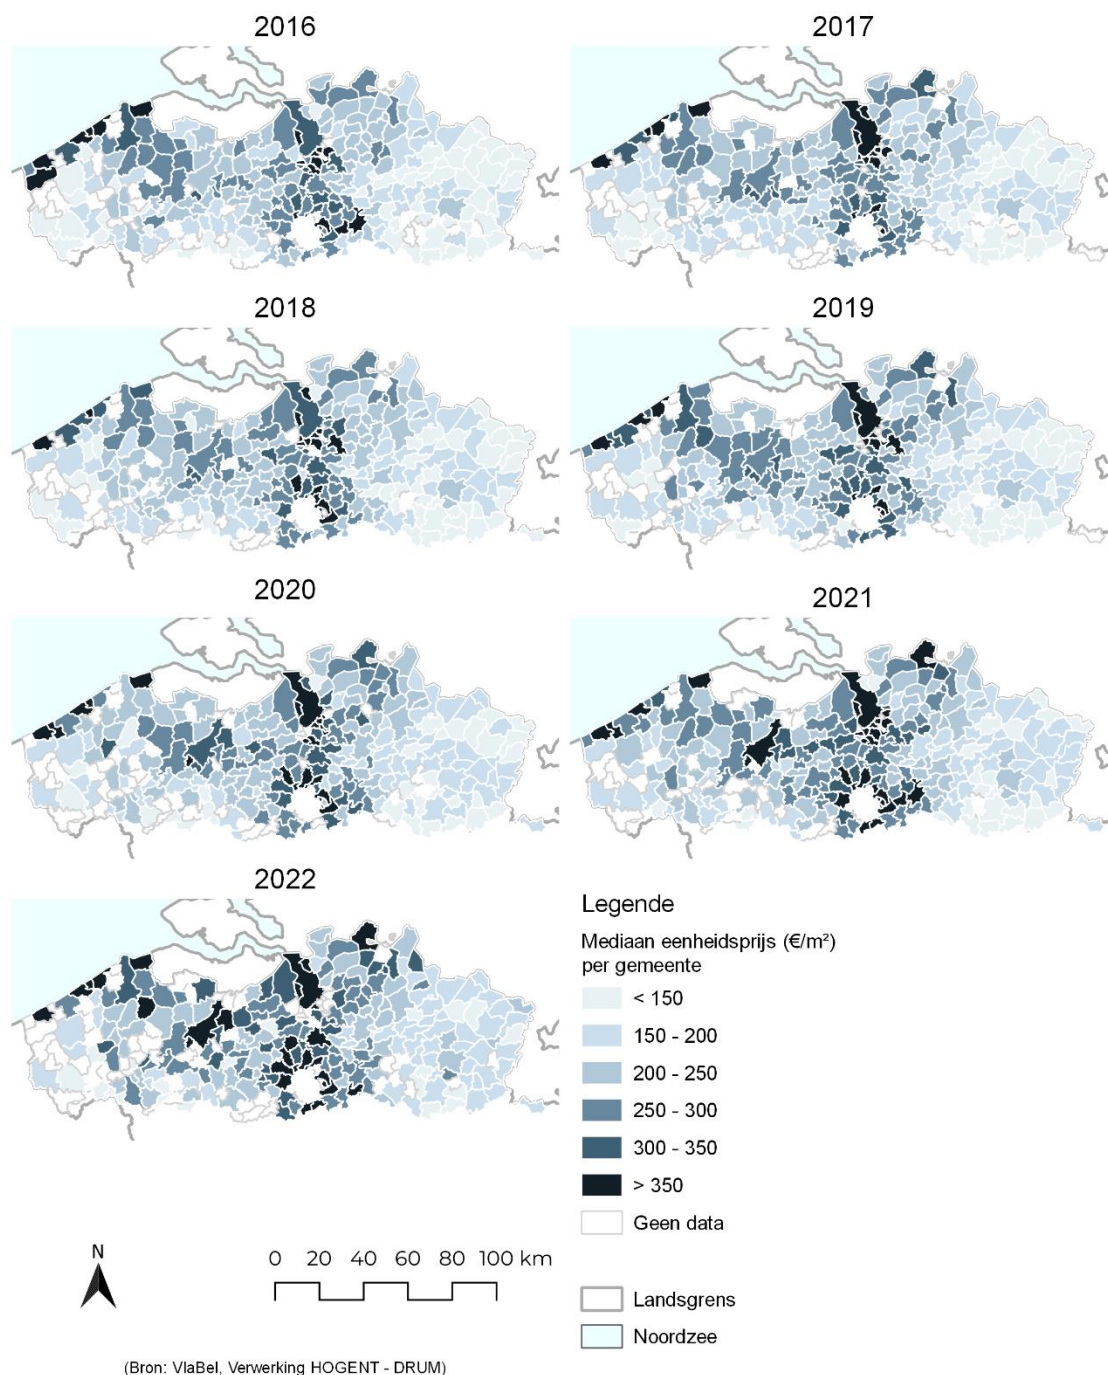 2016
2017
2018
2019
2020
2021
2022
Legende
Mediaan eenheidsprijs (€/m²)
per gemeente
< 150
150 - 200
200 - 250
250 - 300
300 - 350
> 350
Geen data
Landsgrens
Noordzee
N
0 20 40 60 80 100 km
(Bron: VlaBel, Verwerking HOGENT - DRUM)